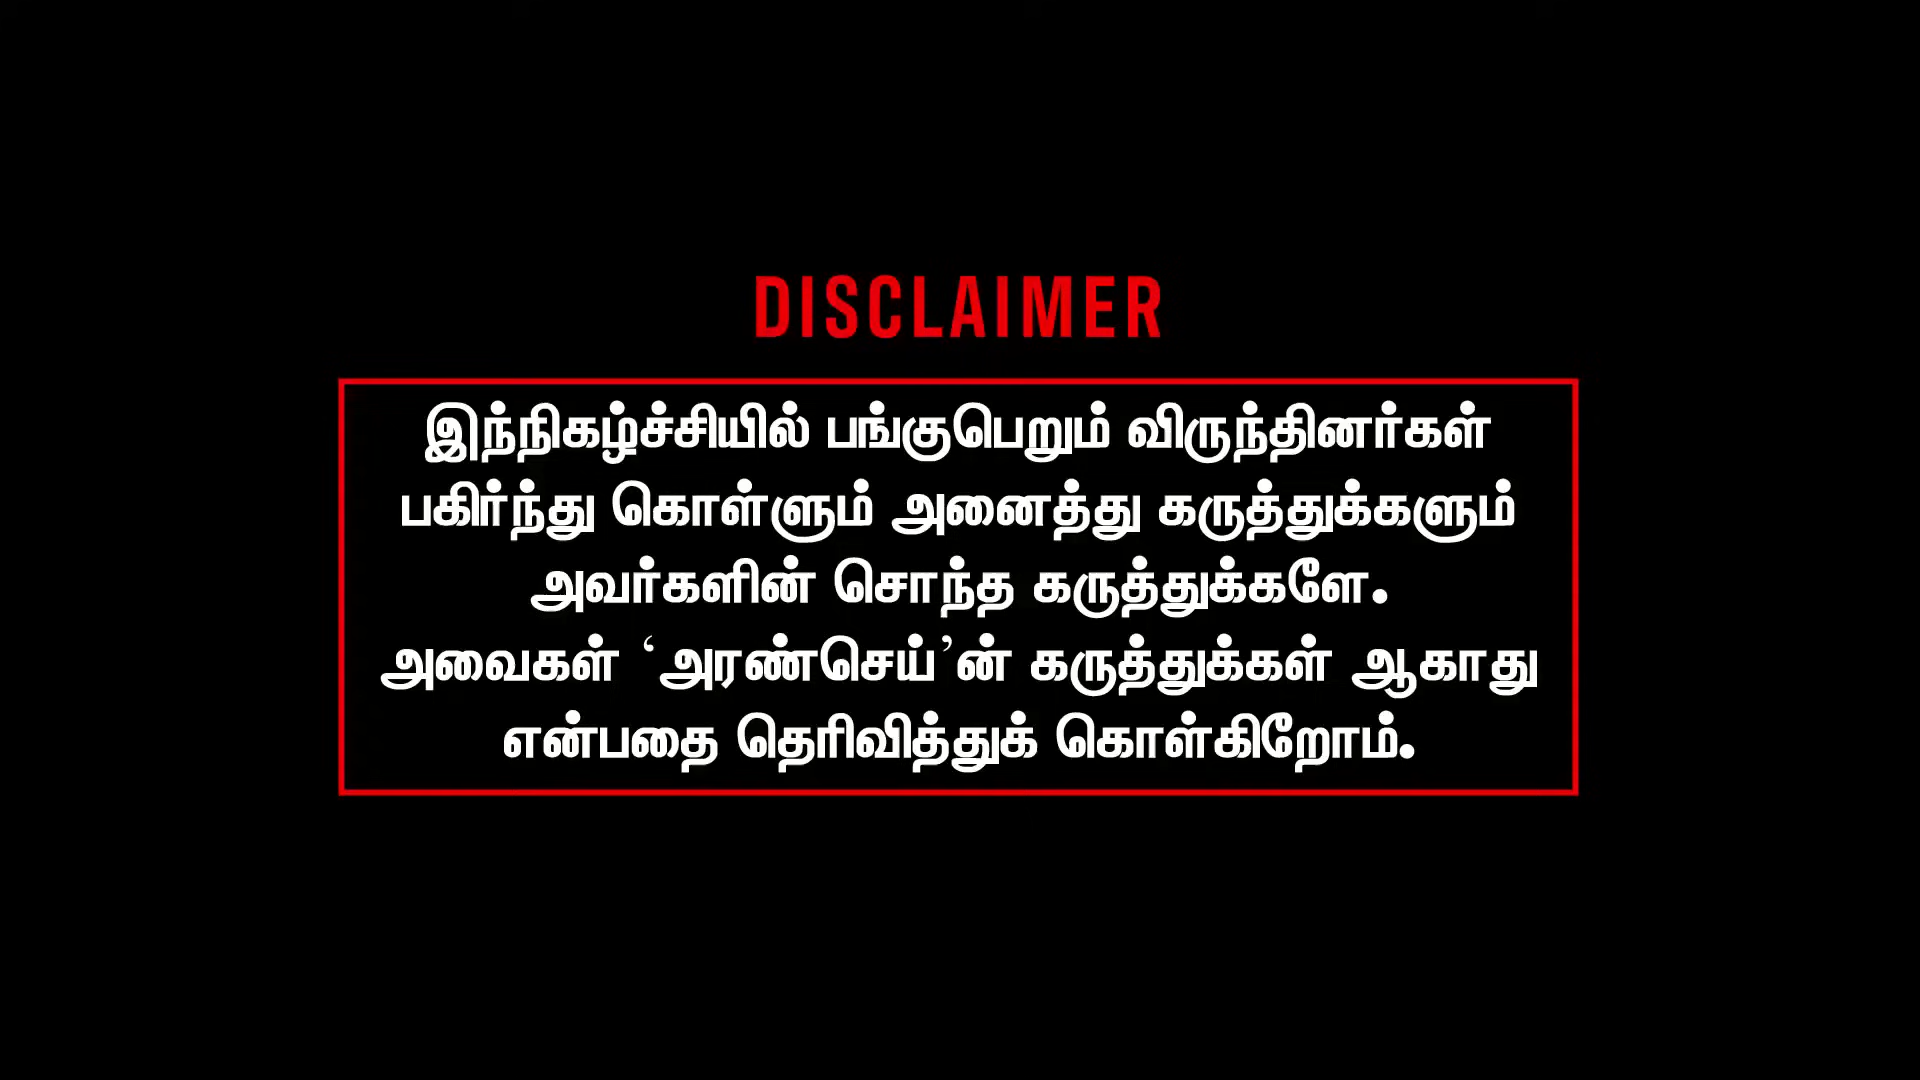 DISCLAIMER
இந்நிகழ்ச்சியில் பங்குபெறும் விருந்தினர்கள்
பகிர்ந்து கொள்ளும் அனைத்து கருத்துக்களும்
அவர்களின் சொந்த கருத்துக்களே.
அவைகள் ‘அரண்செய்’ன் கருத்துக்கள் ஆகாது
என்பதை தெரிவித்துக் கொள்கிறோம்.